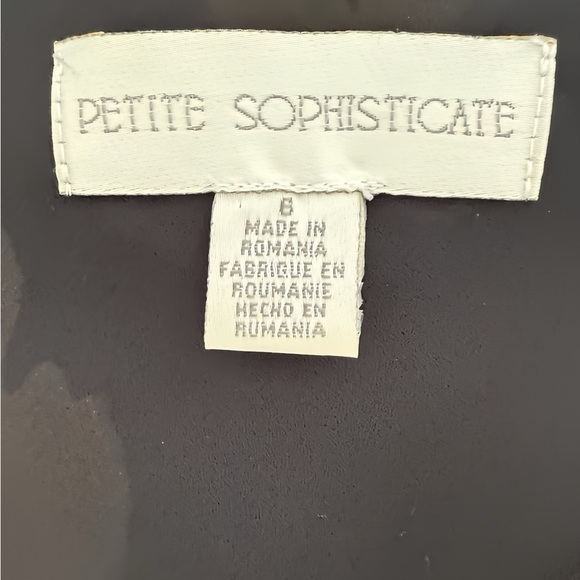 PETITE SOPHISTICATE
6
MADE IN
ROMANIA
FABRIQUE EN
ROUMANIE
HECHO EN
RUMANIA